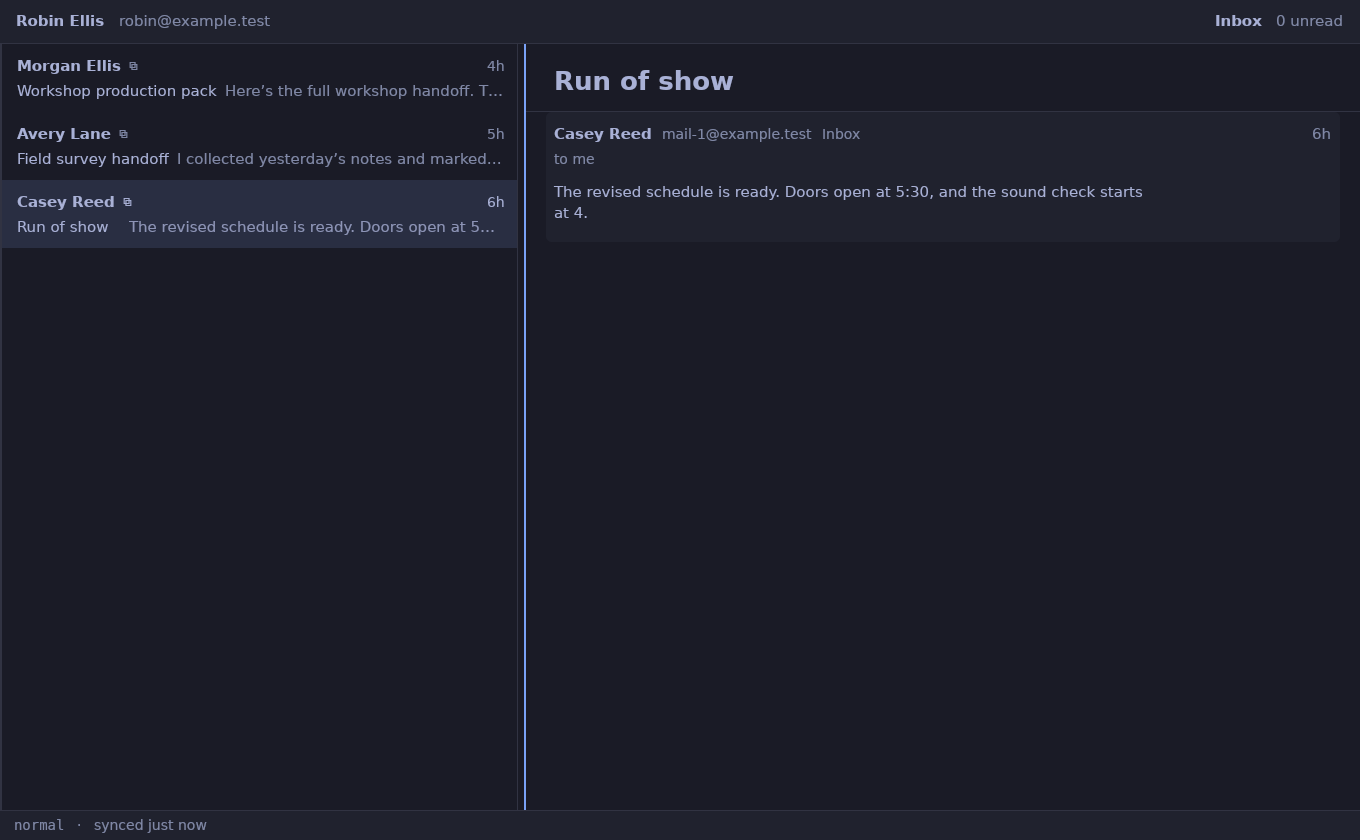 Robin Ellis robin@example.test
Inbox 0 unread
Morgan Ellis 4h
Workshop production pack Here’s the full workshop handoff. T…
Avery Lane 5h
Field survey handoff I collected yesterday’s notes and marked…
Casey Reed 6h
Run of show The revised schedule is ready. Doors open at 5…
Run of show
Casey Reed mail-1@example.test Inbox 6h
to me
The revised schedule is ready. Doors open at 5:30, and the sound check starts
at 4.
normal · synced just now